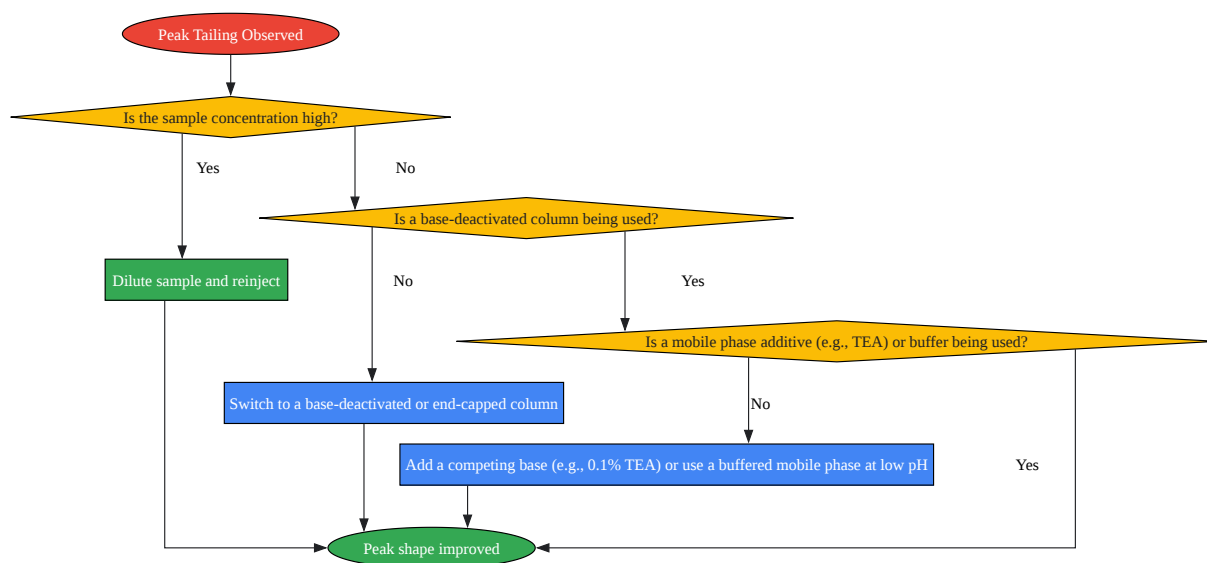 Peak Tailing Observed
Is the sample concentration high?
Yes
No
Is a base-deactivated column being used?
Dilute sample and reinject
No
Yes
Is a mobile phase additive (e.g., TEA) or buffer being used?
Switch to a base-deactivated or end-capped column
No
Add a competing base (e.g., 0.1% TEA) or use a buffered mobile phase at low pH
Yes
Peak shape improved